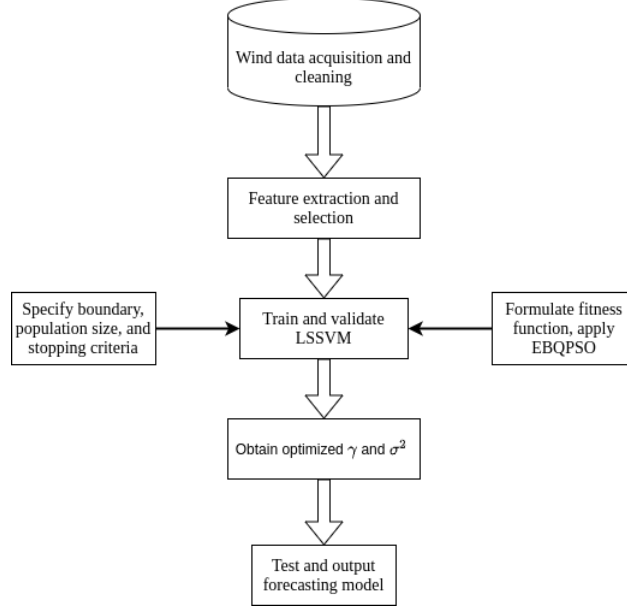 Wind data acquisition and
cleaning
Feature extraction and
selection
Specify boundary,
population size, and
stopping criteria
Train and validate
LSSVM
Formulate fitness
function, apply
EBQPSO
Obtain optimized γ and σ²
Test and output
forecasting model